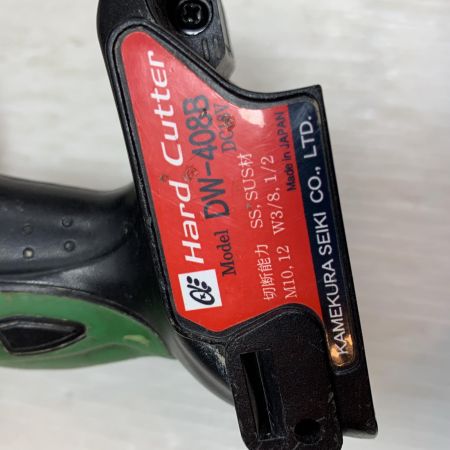 Hard Cutter
Model DW-408B
DC18V
切断能力 SS, SUS材
M10, 12 W3/8, 1/2
Made in JAPAN
KAMEKURA SEIKI CO., LTD.